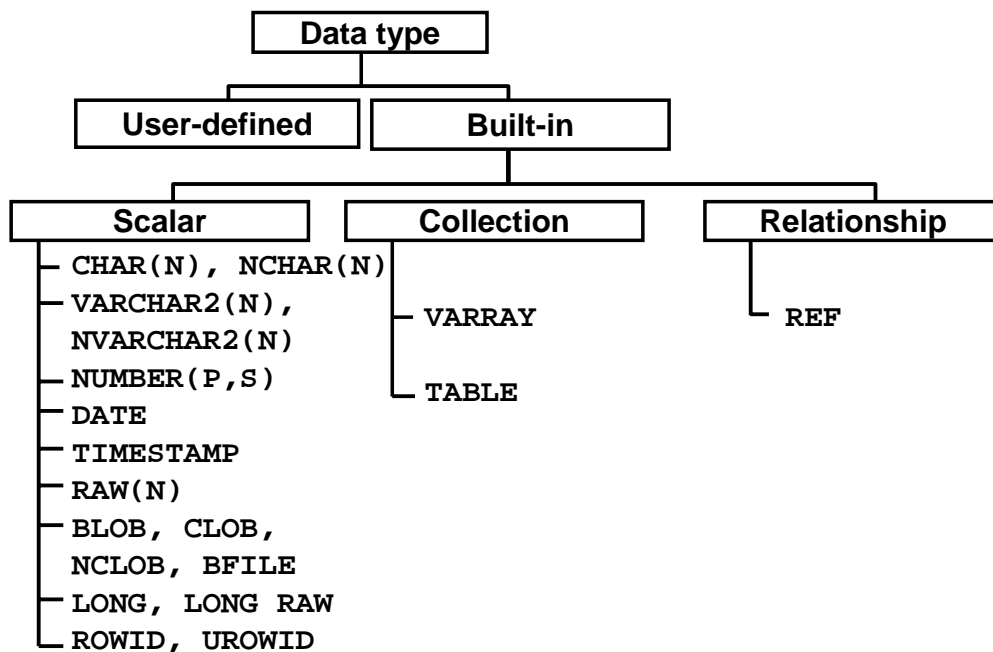 Data type
User-defined
Built-in
Scalar
Collection
Relationship
CHAR(N), NCHAR(N)
VARCHAR2(N),
NVARCHAR2(N)
NUMBER(P,S)
DATE
TIMESTAMP
RAW(N)
BLOB, CLOB,
NCLOB, BFILE
LONG, LONG RAW
ROWID, UROWID
VARRAY
TABLE
REF